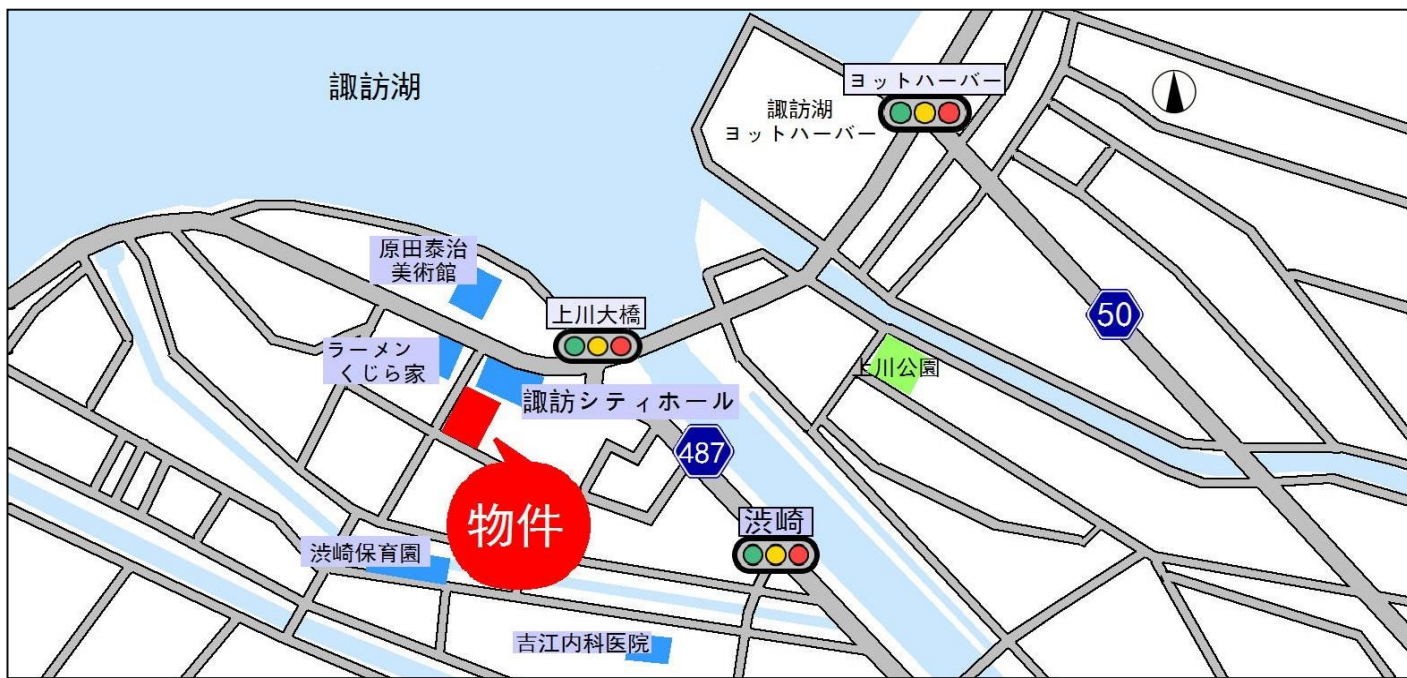 諏訪湖
ヨットハーバー
諏訪湖
ヨットハーバー
原田泰治
美術館
上川大橋
50
ラーメン
くじら家
上川公園
諏訪シティホール
487
物件
渋崎
渋崎保育園
吉江内科医院